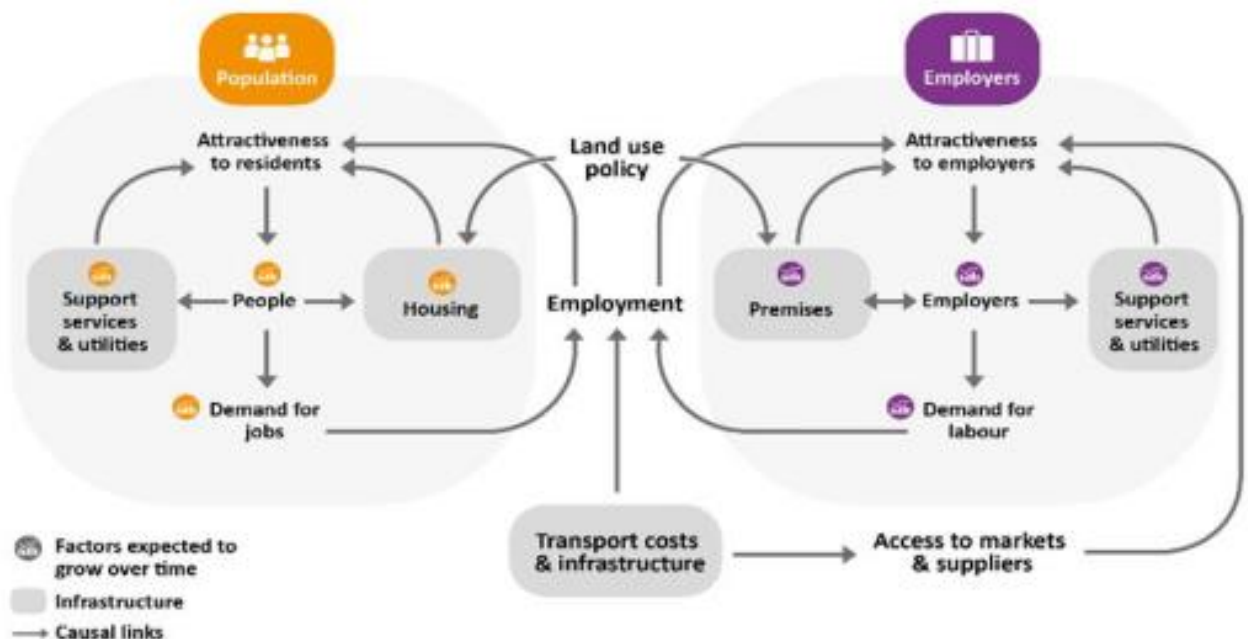 Population
Employers
Attractiveness
to residents
Land use
policy
Attractiveness
to employers
Support
services
& utilities
People
Housing
Employment
Premises
Employers
Support
services
& utilities
Demand for
jobs
Demand for
labour
Transport costs
& infrastructure
Access to markets
& suppliers
Factors expected to
grow over time
Infrastructure
Causal links